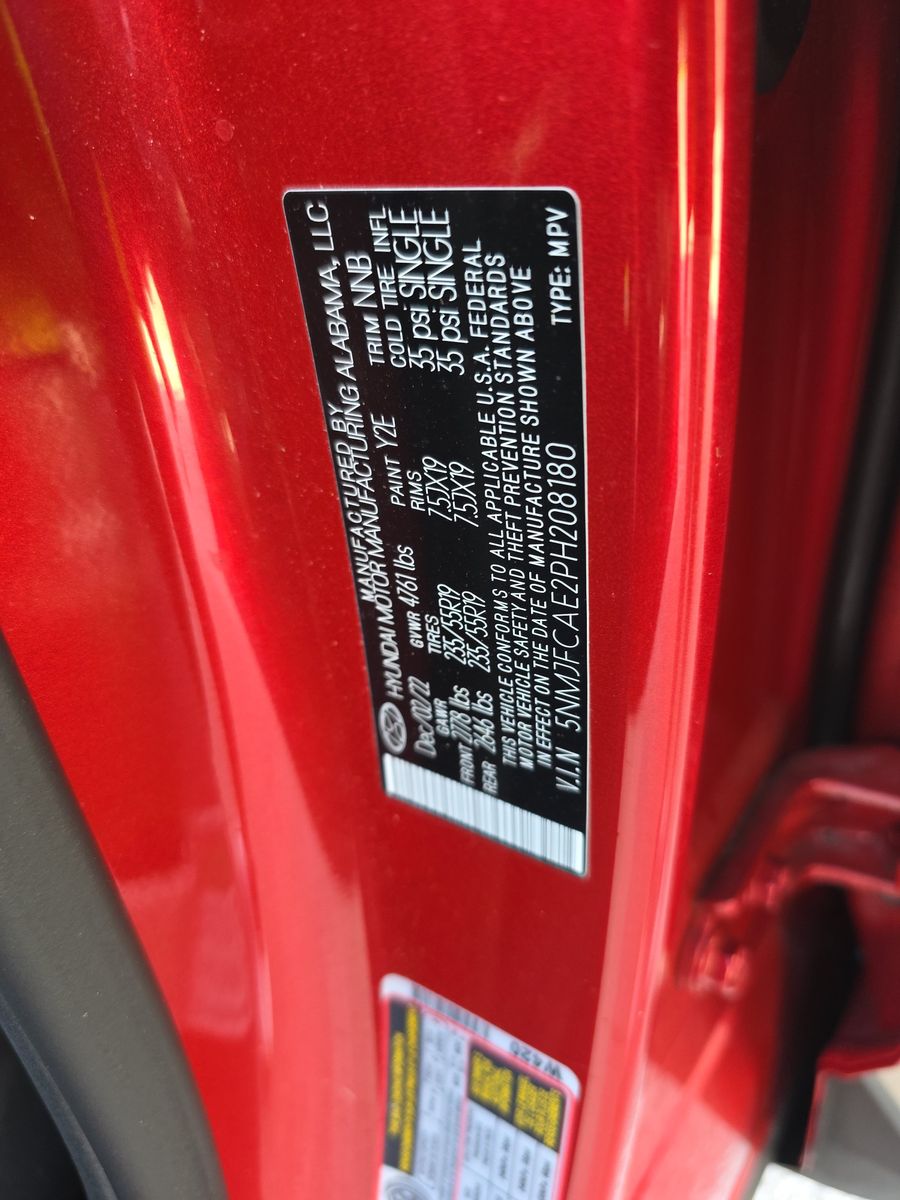 MANUFACTURED BY
HYUNDAI MOTOR MANUFACTURING ALABAMA, LLC
Dec/02/22 GVWR 4761 lbs PAINT Y2E TRIM NNB
GAWR TIRES RIMS COLD TIRE INFL
FRONT 2778 lbs 235/55R19 7.5JX19 35 psi SINGLE
REAR 2646 lbs 235/55R19 7.5JX19 35 psi SINGLE
THIS VEHICLE CONFORMS TO ALL APPLICABLE U.S.A. FEDERAL
MOTOR VEHICLE SAFETY AND THEFT PREVENTION STANDARDS
IN EFFECT ON THE DATE OF MANUFACTURE SHOWN ABOVE
V.I.N 5NMJFCAE2PH208180 TYPE: MPV
W420